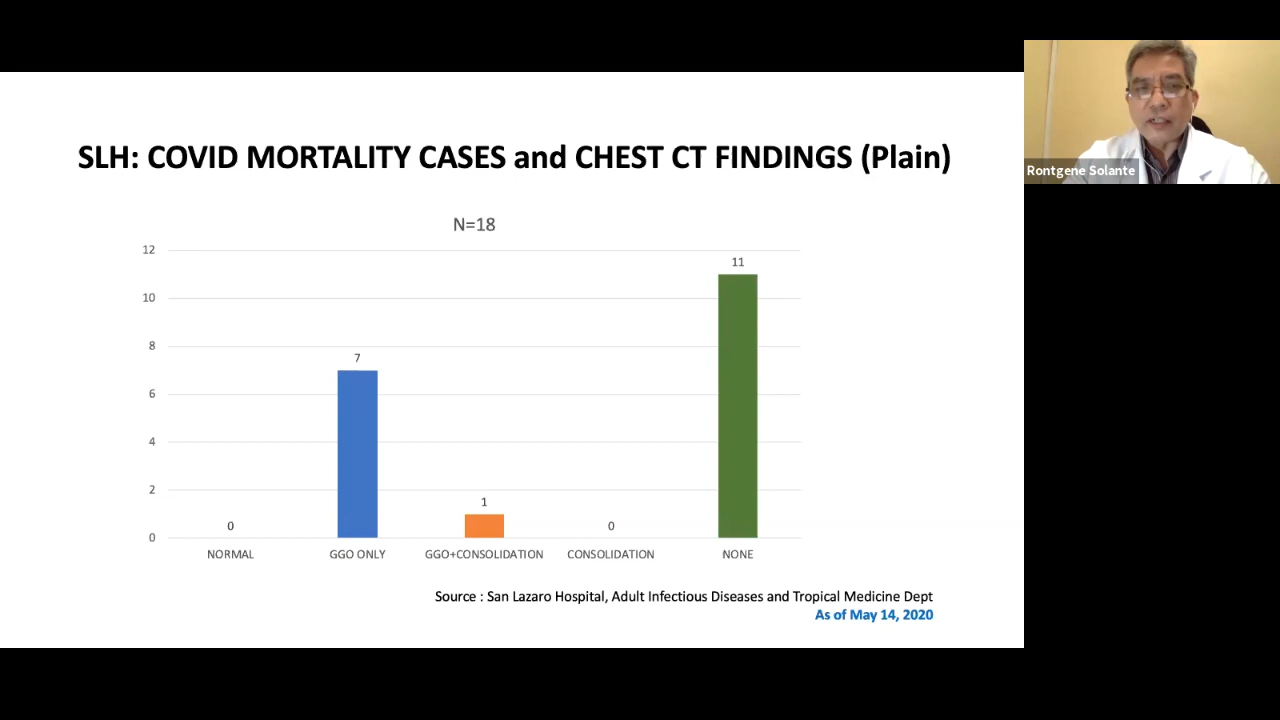 SLH: COVID MORTALITY CASES and CHEST CT FINDINGS (Plain)
N=18
12
10
8
6
4
2
0
0
7
1
0
11
NORMAL
GGO ONLY
GGO+CONSOLIDATION
CONSOLIDATION
NONE
Source : San Lazaro Hospital, Adult Infectious Diseases and Tropical Medicine Dept
As of May 14, 2020
Rontgene Solante